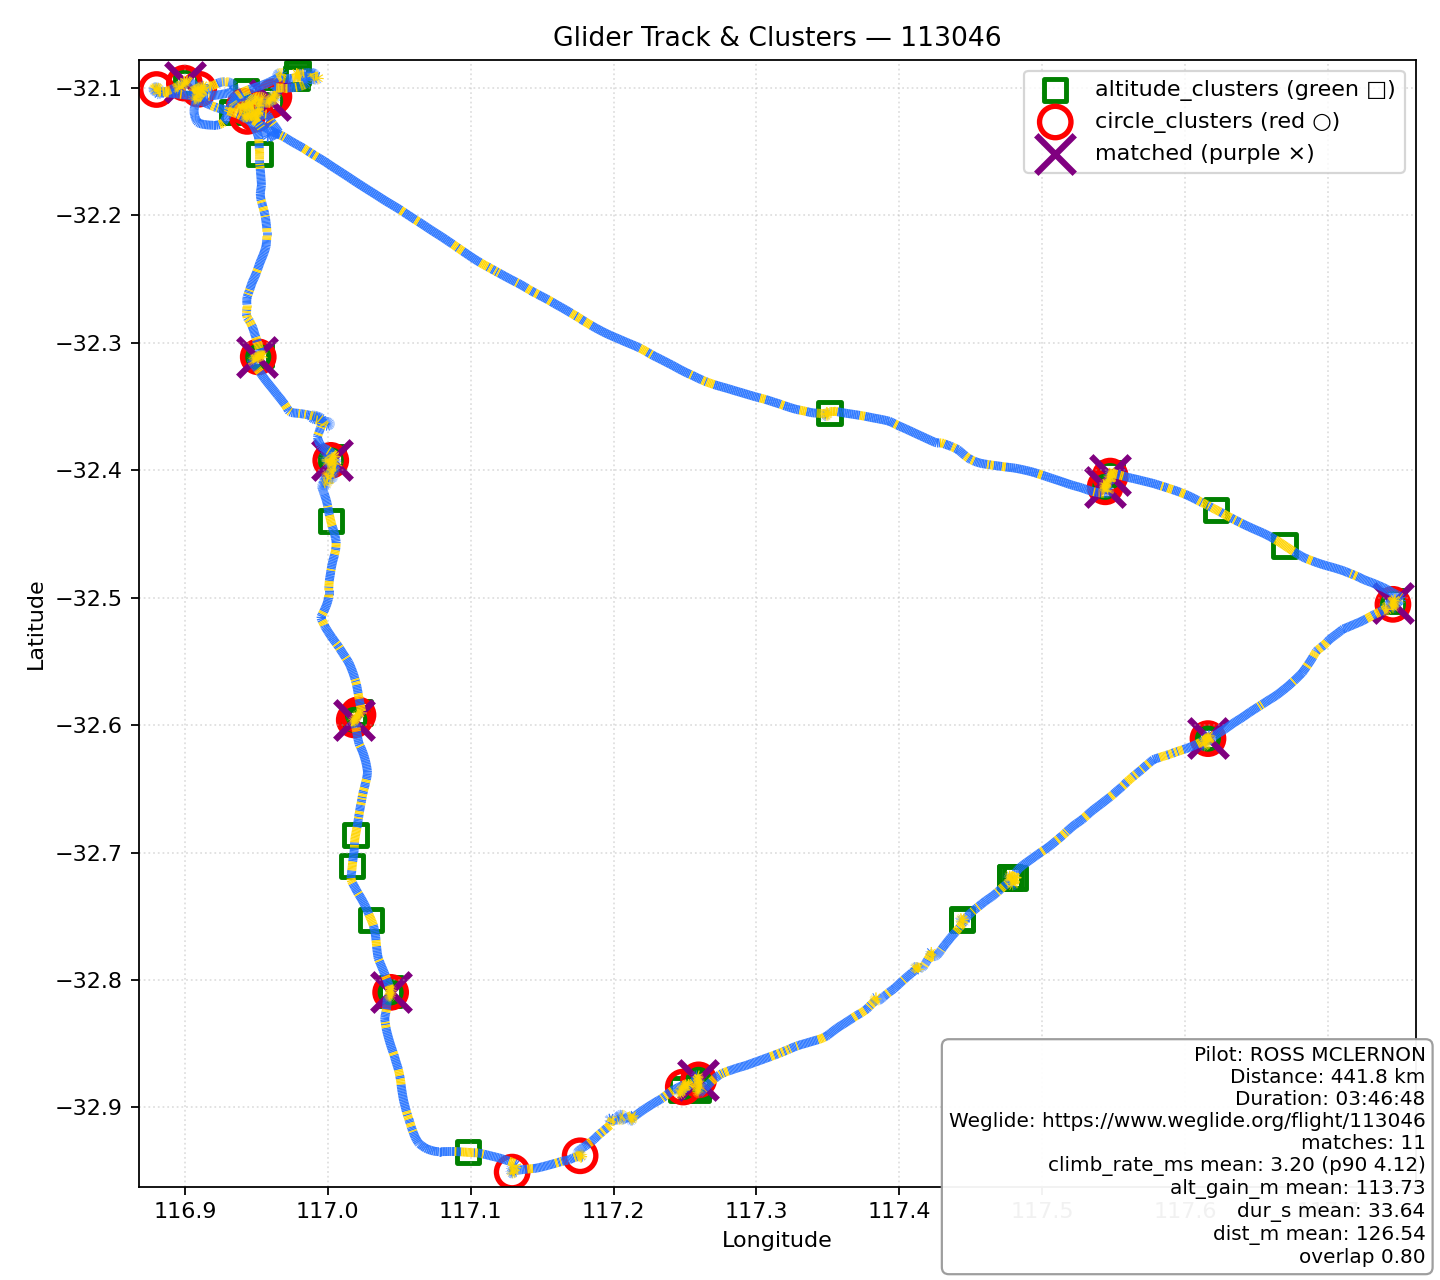 Glider Track & Clusters — 113046
altitude_clusters (green □)
circle_clusters (red ○)
matched (purple ×)
−32.1
−32.2
−32.3
−32.4
−32.5
−32.6
−32.7
−32.8
−32.9
Latitude
116.9
117.0
117.1
117.2
117.3
117.4
117.5
117.6
Longitude
Pilot: ROSS MCLERNON
Distance: 441.8 km
Duration: 03:46:48
Weglide: https://www.weglide.org/flight/113046
matches: 11
climb_rate_ms mean: 3.20 (p90 4.12)
alt_gain_m mean: 113.73
dur_s mean: 33.64
dist_m mean: 126.54
overlap 0.80